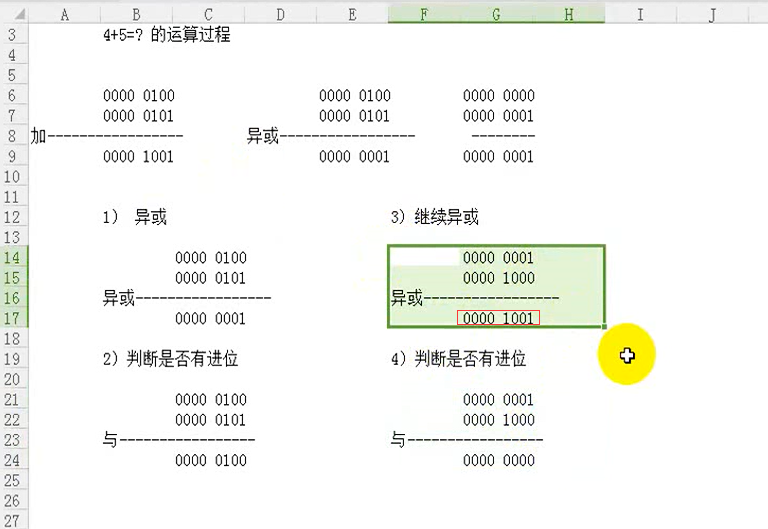 A B C D E F G H I J
3 4+5=? 的运算过程
4
5
6 0000 0100 0000 0100 0000 0000
7 0000 0101 0000 0101 0000 0001
8 加----------------- 异或----------------- --------
9 0000 1001 0000 0001 0000 0001
10
11
12 1） 异或 3）继续异或
13
14 0000 0100 0000 0001
15 0000 0101 0000 1000
16 异或----------------- 异或-----------------
17 0000 0001 0000 1001
18
19 2）判断是否有进位 4）判断是否有进位
20
21 0000 0100 0000 0001
22 0000 0101 0000 1000
23 与----------------- 与-----------------
24 0000 0100 0000 0000
25
26
27